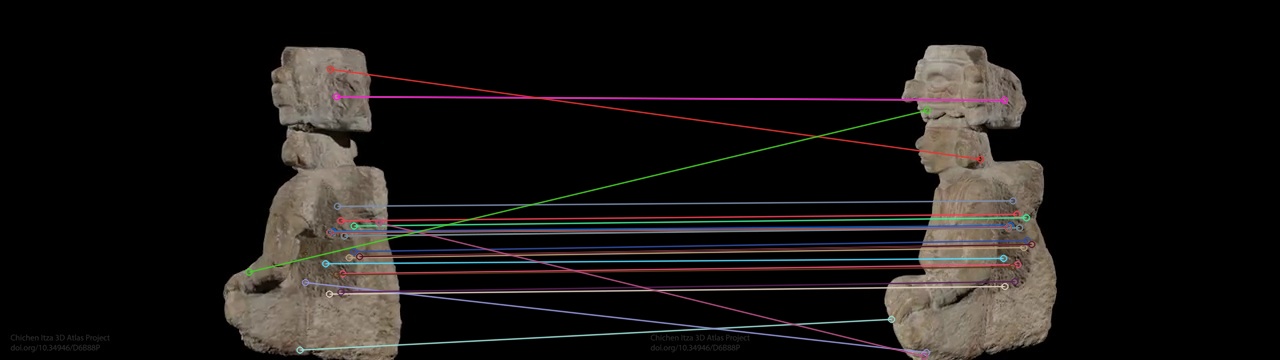 Chichen Itza 3D Atlas Project
doi.org/10.34946/D6B88P
Chichen Itza 3D Atlas Project
doi.org/10.34946/D6B88P